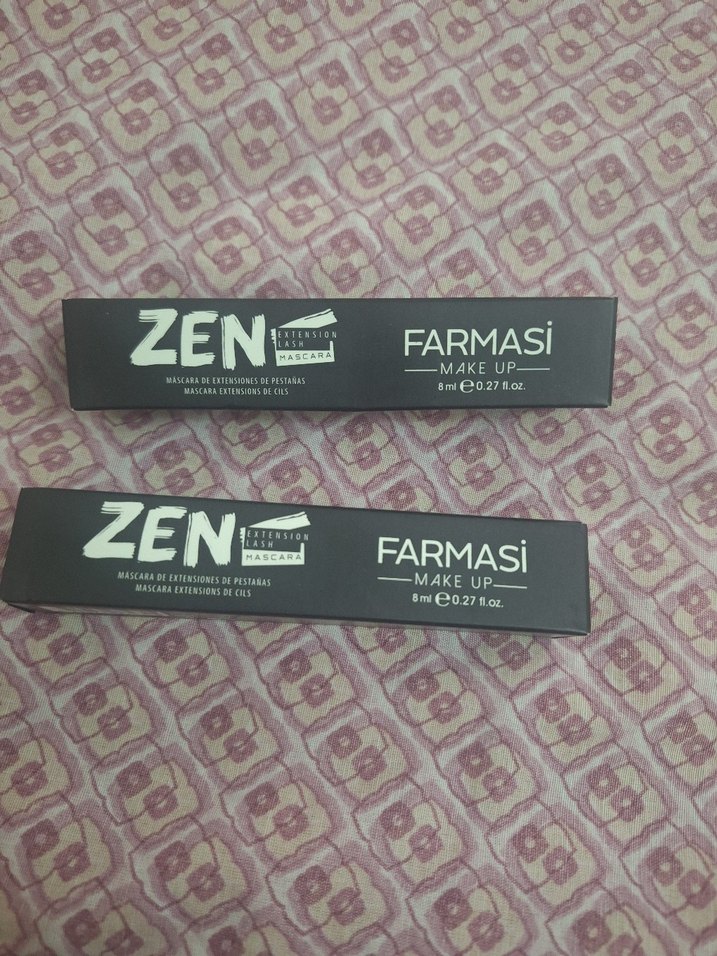 ZEN
EXTENSION
LASH
MASCARA
MÁSCARA DE EXTENSIONES DE PESTAÑAS
MASCARA EXTENSIONS DE CILS
FARMASi
MAKE UP
8 ml ℮ 0.27 fl.oz.
ZEN
EXTENSION
LASH
MASCARA
MÁSCARA DE EXTENSIONES DE PESTAÑAS
MASCARA EXTENSIONS DE CILS
FARMASi
MAKE UP
8 ml ℮ 0.27 fl.oz.